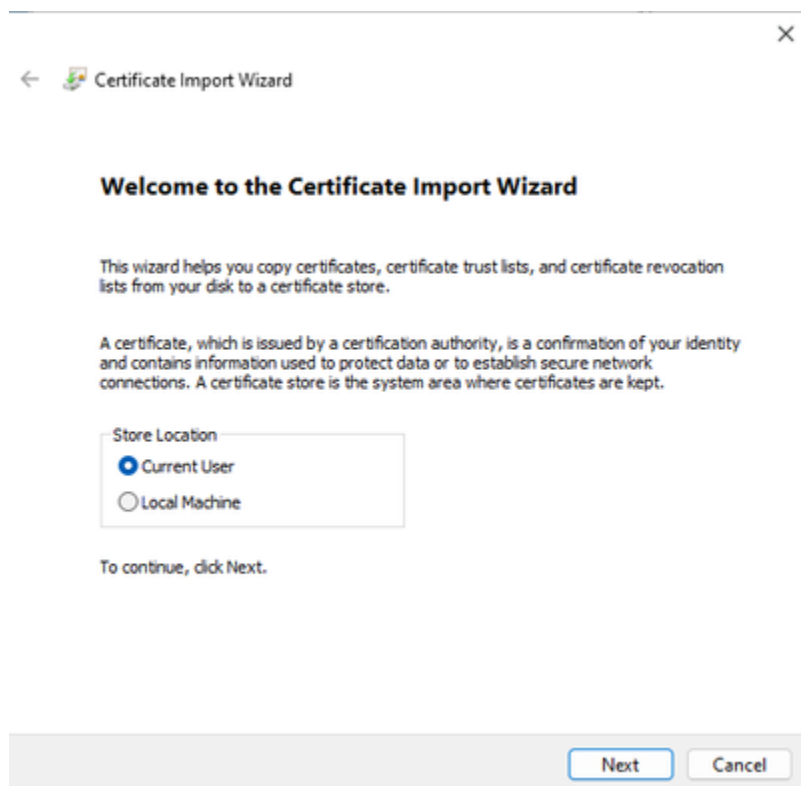 Certificate Import Wizard
Welcome to the Certificate Import Wizard
This wizard helps you copy certificates, certificate trust lists, and certificate revocation
lists from your disk to a certificate store.
A certificate, which is issued by a certification authority, is a confirmation of your identity
and contains information used to protect data or to establish secure network
connections. A certificate store is the system area where certificates are kept.
Store Location
Current User
Local Machine
To continue, click Next.
Next Cancel